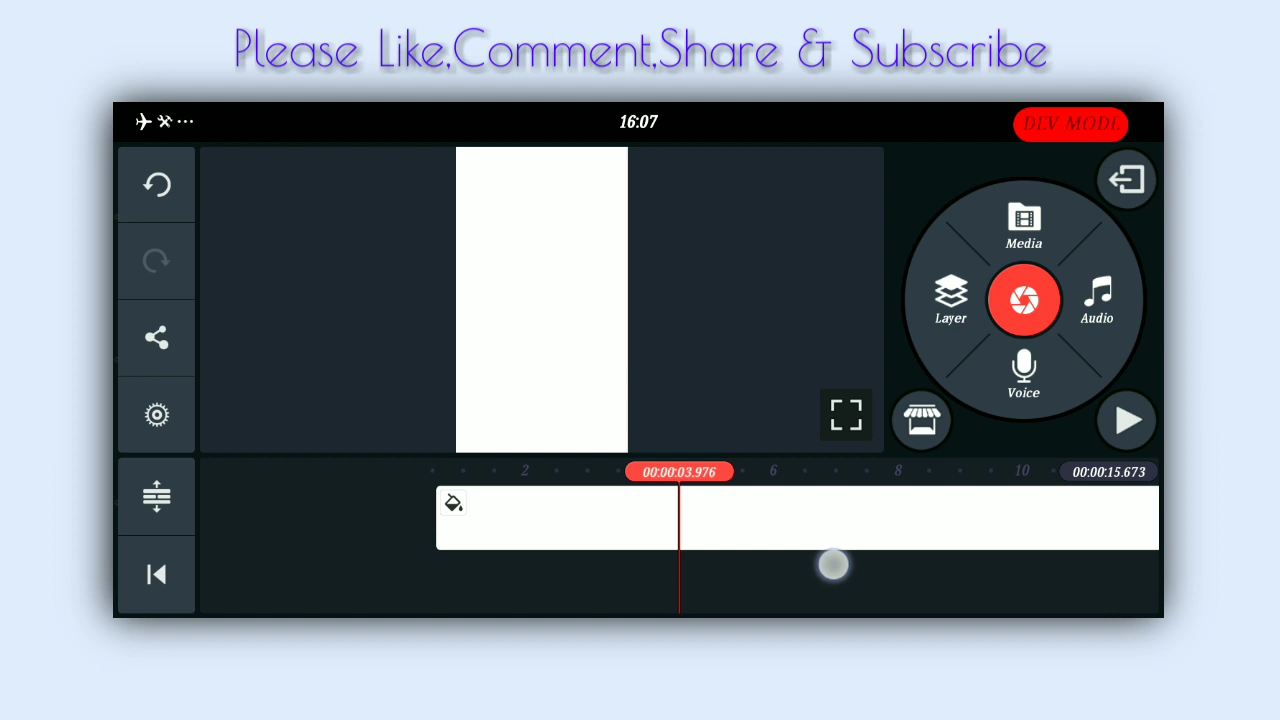 Please Like,Comment,Share & Subscribe
16:07
DEV MODE
Media
Layer
Audio
Voice
2
00:00:03.976
6
8
10
00:00:15.673